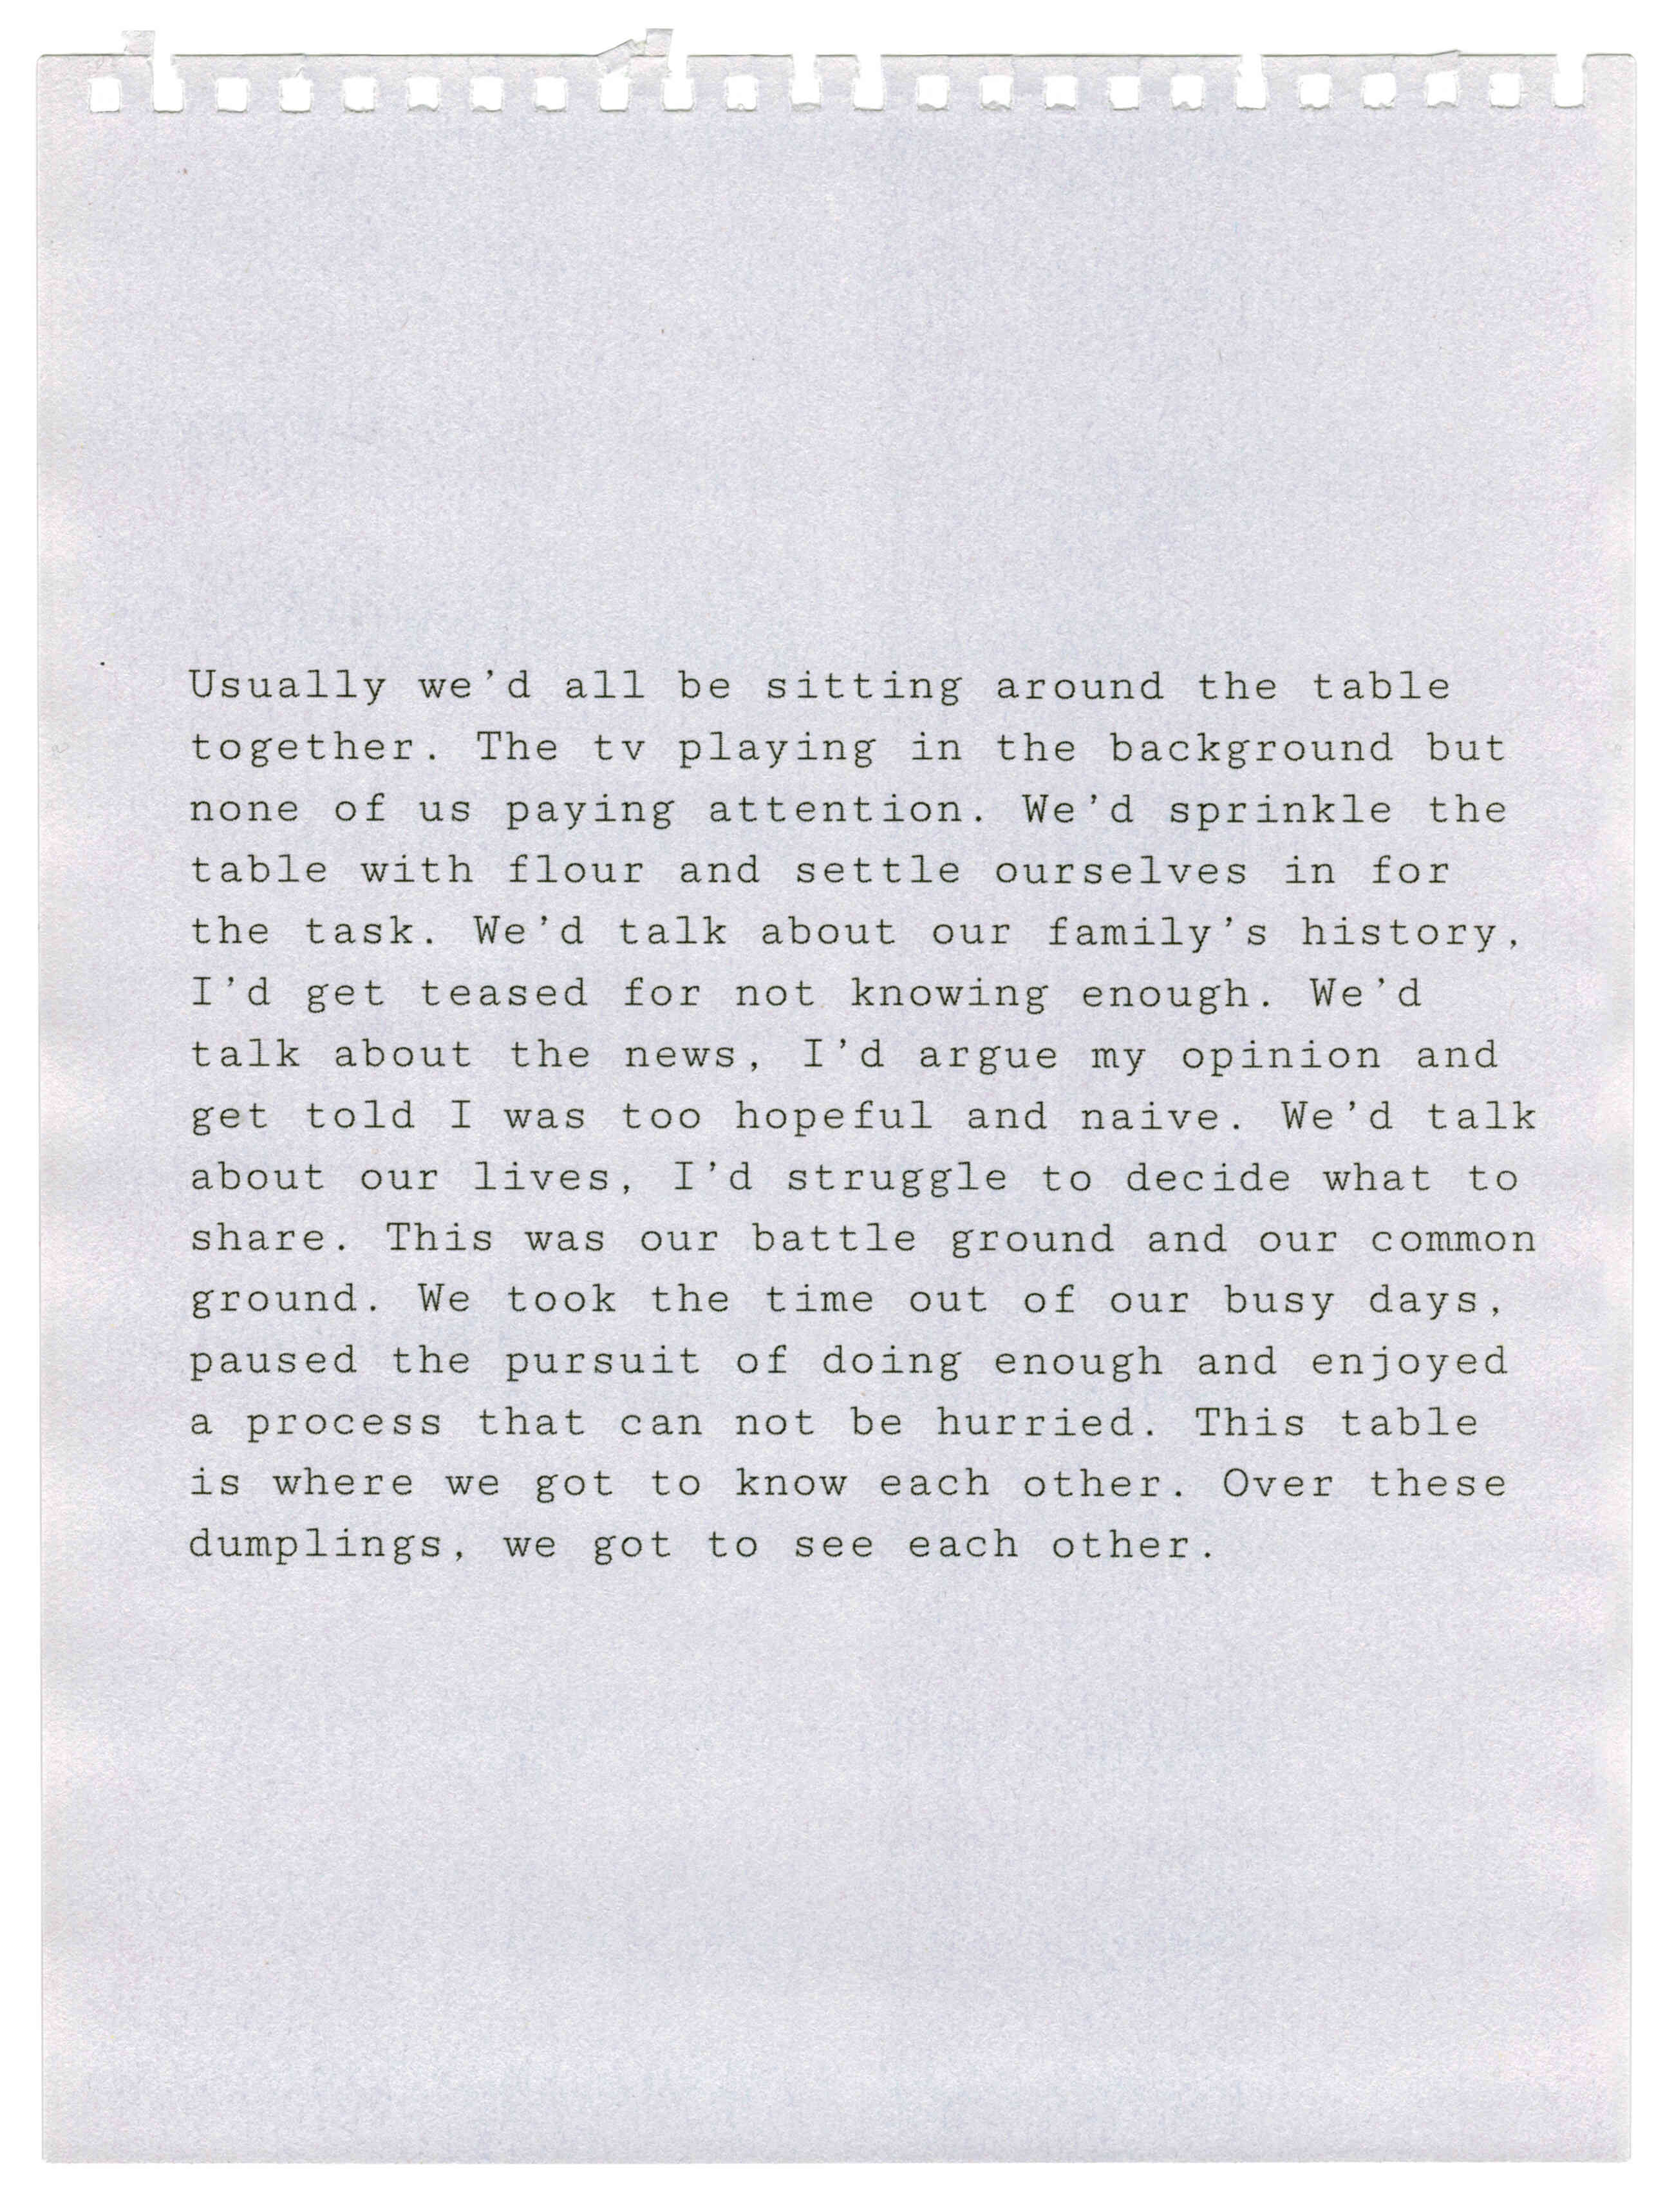 Usually we’d all be sitting around the table
together. The tv playing in the background but
none of us paying attention. We’d sprinkle the
table with flour and settle ourselves in for
the task. We’d talk about our family’s history,
I’d get teased for not knowing enough. We’d
talk about the news, I’d argue my opinion and
get told I was too hopeful and naive. We’d talk
about our lives, I’d struggle to decide what to
share. This was our battle ground and our common
ground. We took the time out of our busy days,
paused the pursuit of doing enough and enjoyed
a process that can not be hurried. This table
is where we got to know each other. Over these
dumplings, we got to see each other.